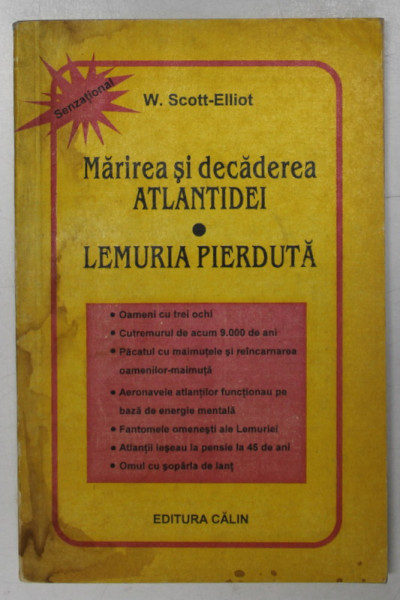 Senzațional
W. Scott-Elliot
Mărirea și decăderea
ATLANTIDEI
●
LEMURIA PIERDUTĂ
● Oameni cu trei ochi
● Cutremurul de acum 9.000 de ani
● Păcatul cu maimuțele și reîncarnarea
oamenilor-maimuță
● Aeronavele atlanților funcționau pe
bază de energie mentală
● Fantomele omenești ale Lemuriei
● Atlanții ieșeau la pensie la 45 de ani
● Omul cu șopârla de lanț
EDITURA CĂLIN